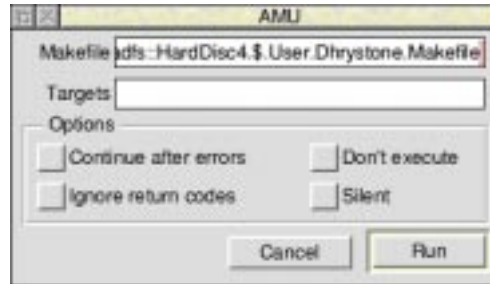 AMU
Makefile adfs::HardDisc4.$.User.Dhrystone.Makefile
Targets
Options
Continue after errors Don't execute
Ignore return codes Silent
Cancel Run